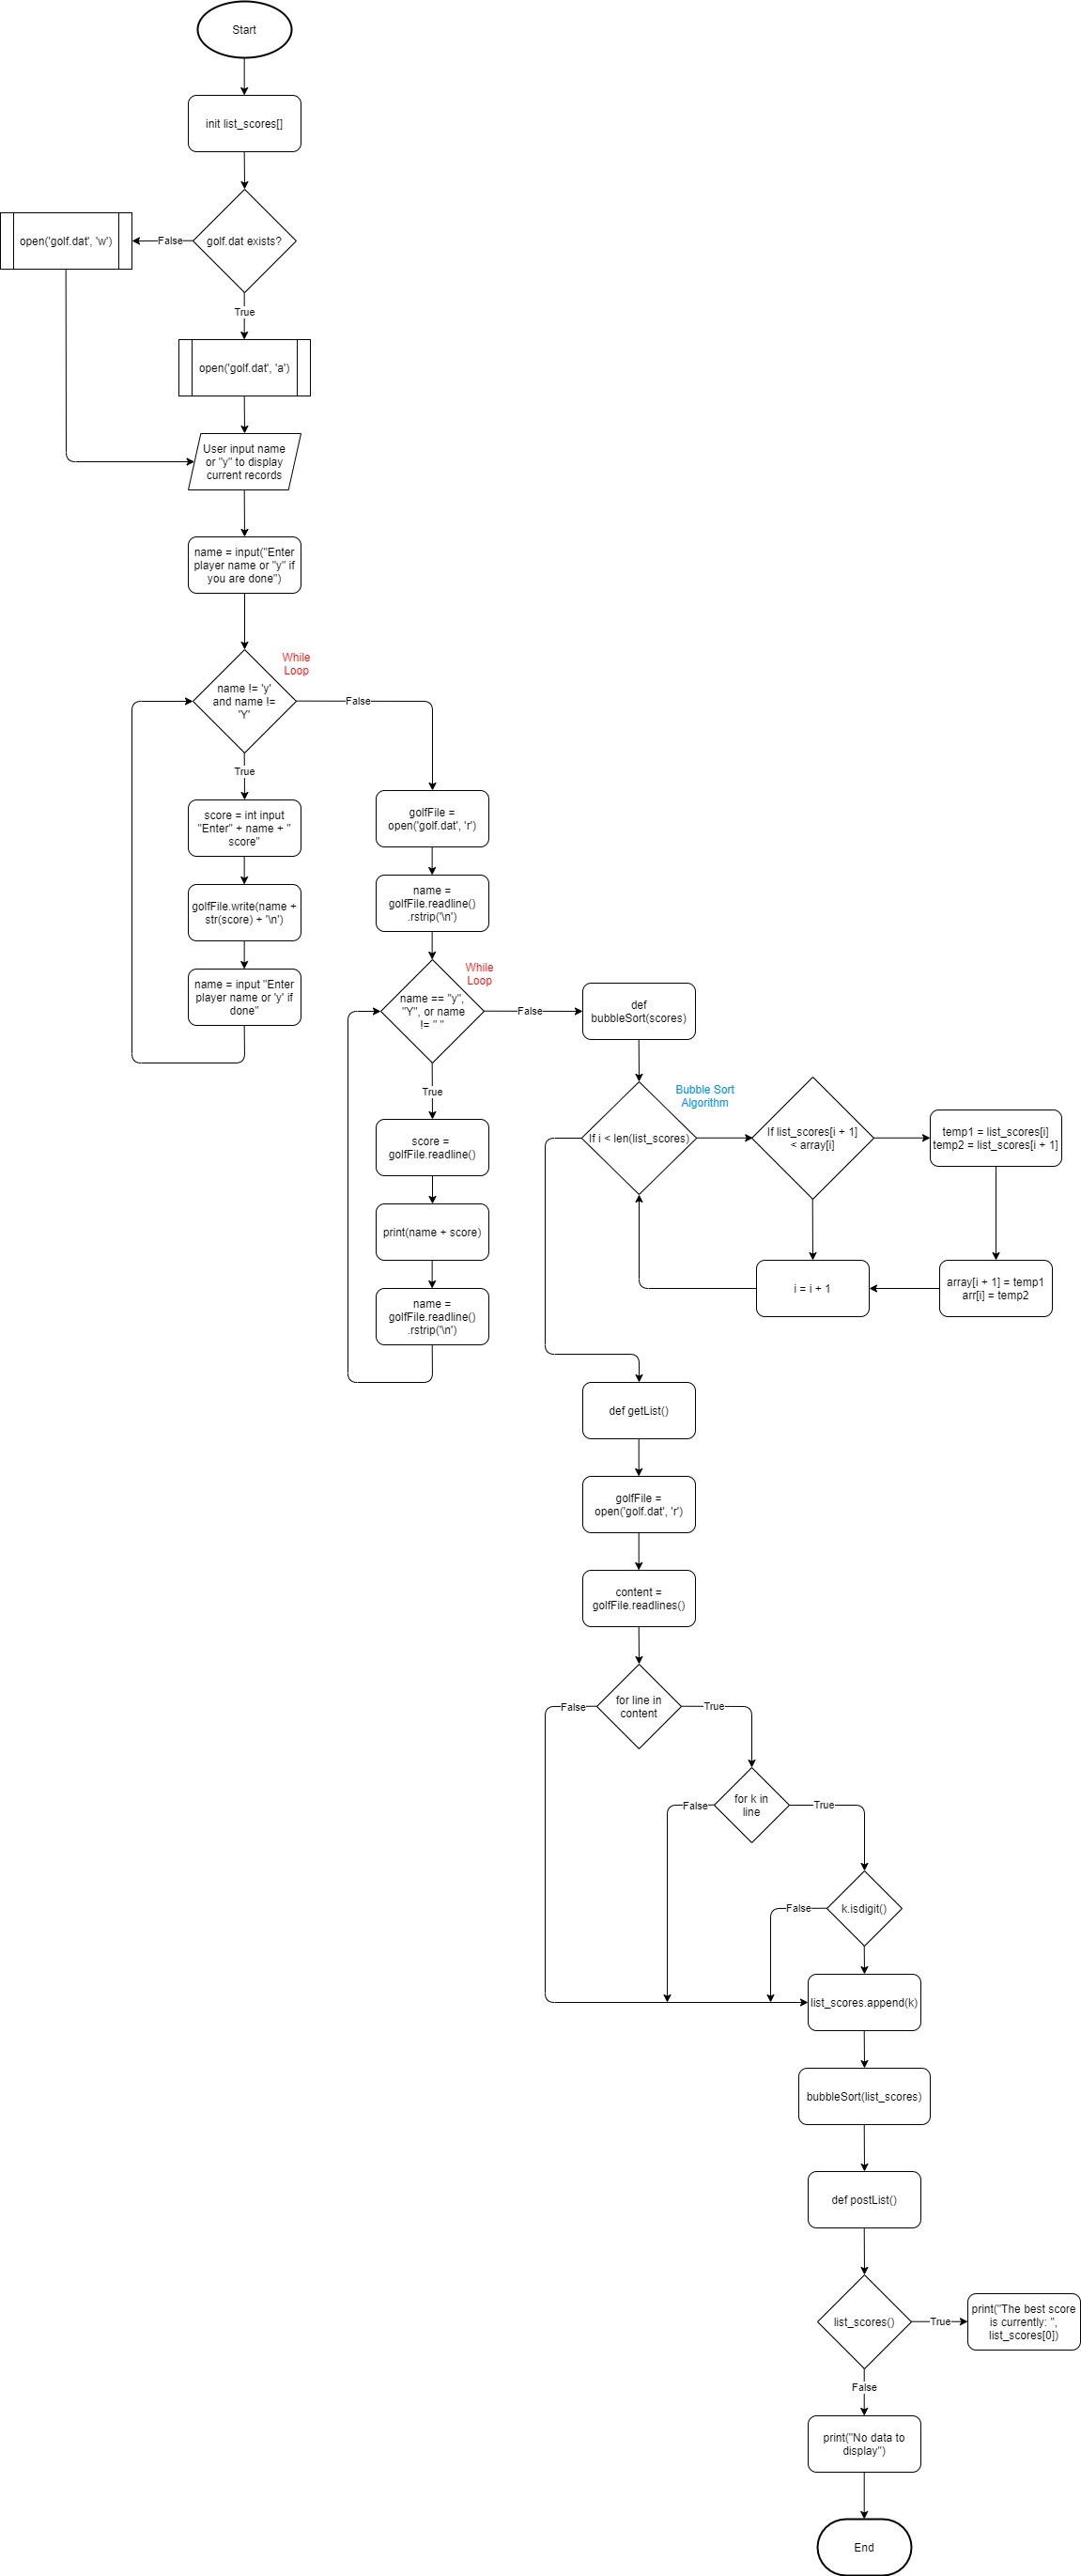 Start
init list_scores[]
golf.dat exists?
False
open('golf.dat', 'w')
True
open('golf.dat', 'a')
User input name
or "y" to display
current records
name = input("Enter
player name or "y" if
you are done")
While
Loop
name != 'y'
and name !=
'Y'
False
True
score = int input
"Enter" + name + "
score"
golfFile.write(name +
str(score) + '\n')
name = input "Enter
player name or 'y' if
done"
golfFile =
open('golf.dat', 'r')
name =
golfFile.readline()
.rstrip('\n')
While
Loop
name == "y",
"Y", or name
!= " "
False
True
score =
golfFile.readline()
print(name + score)
name =
golfFile.readline()
.rstrip('\n')
def
bubbleSort(scores)
Bubble Sort
Algorithm
If i < len(list_scores)
If list_scores[i + 1]
< array[i]
temp1 = list_scores[i]
temp2 = list_scores[i + 1]
array[i + 1] = temp1
arr[i] = temp2
i = i + 1
def getList()
golfFile =
open('golf.dat', 'r')
content =
golfFile.readlines()
for line in
content
False
True
for k in
line
False
True
k.isdigit()
False
list_scores.append(k)
bubbleSort(list_scores)
def postList()
list_scores()
True
print("The best score
is currently: ",
list_scores[0])
False
print("No data to
display")
End